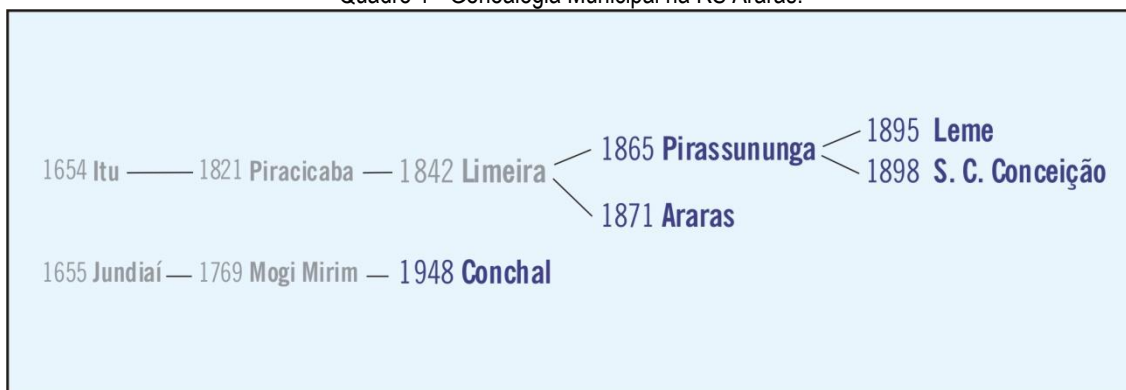 Quadro 1 - Genealogia Municipal na RG Araras.
1895 Leme
1865 Pirassununga
1654 Itu 1821 Piracicaba 1842 Limeira
1898 S. C. Conceição
1871 Araras
1655 Jundiaí 1769 Mogi Mirim 1948 Conchal